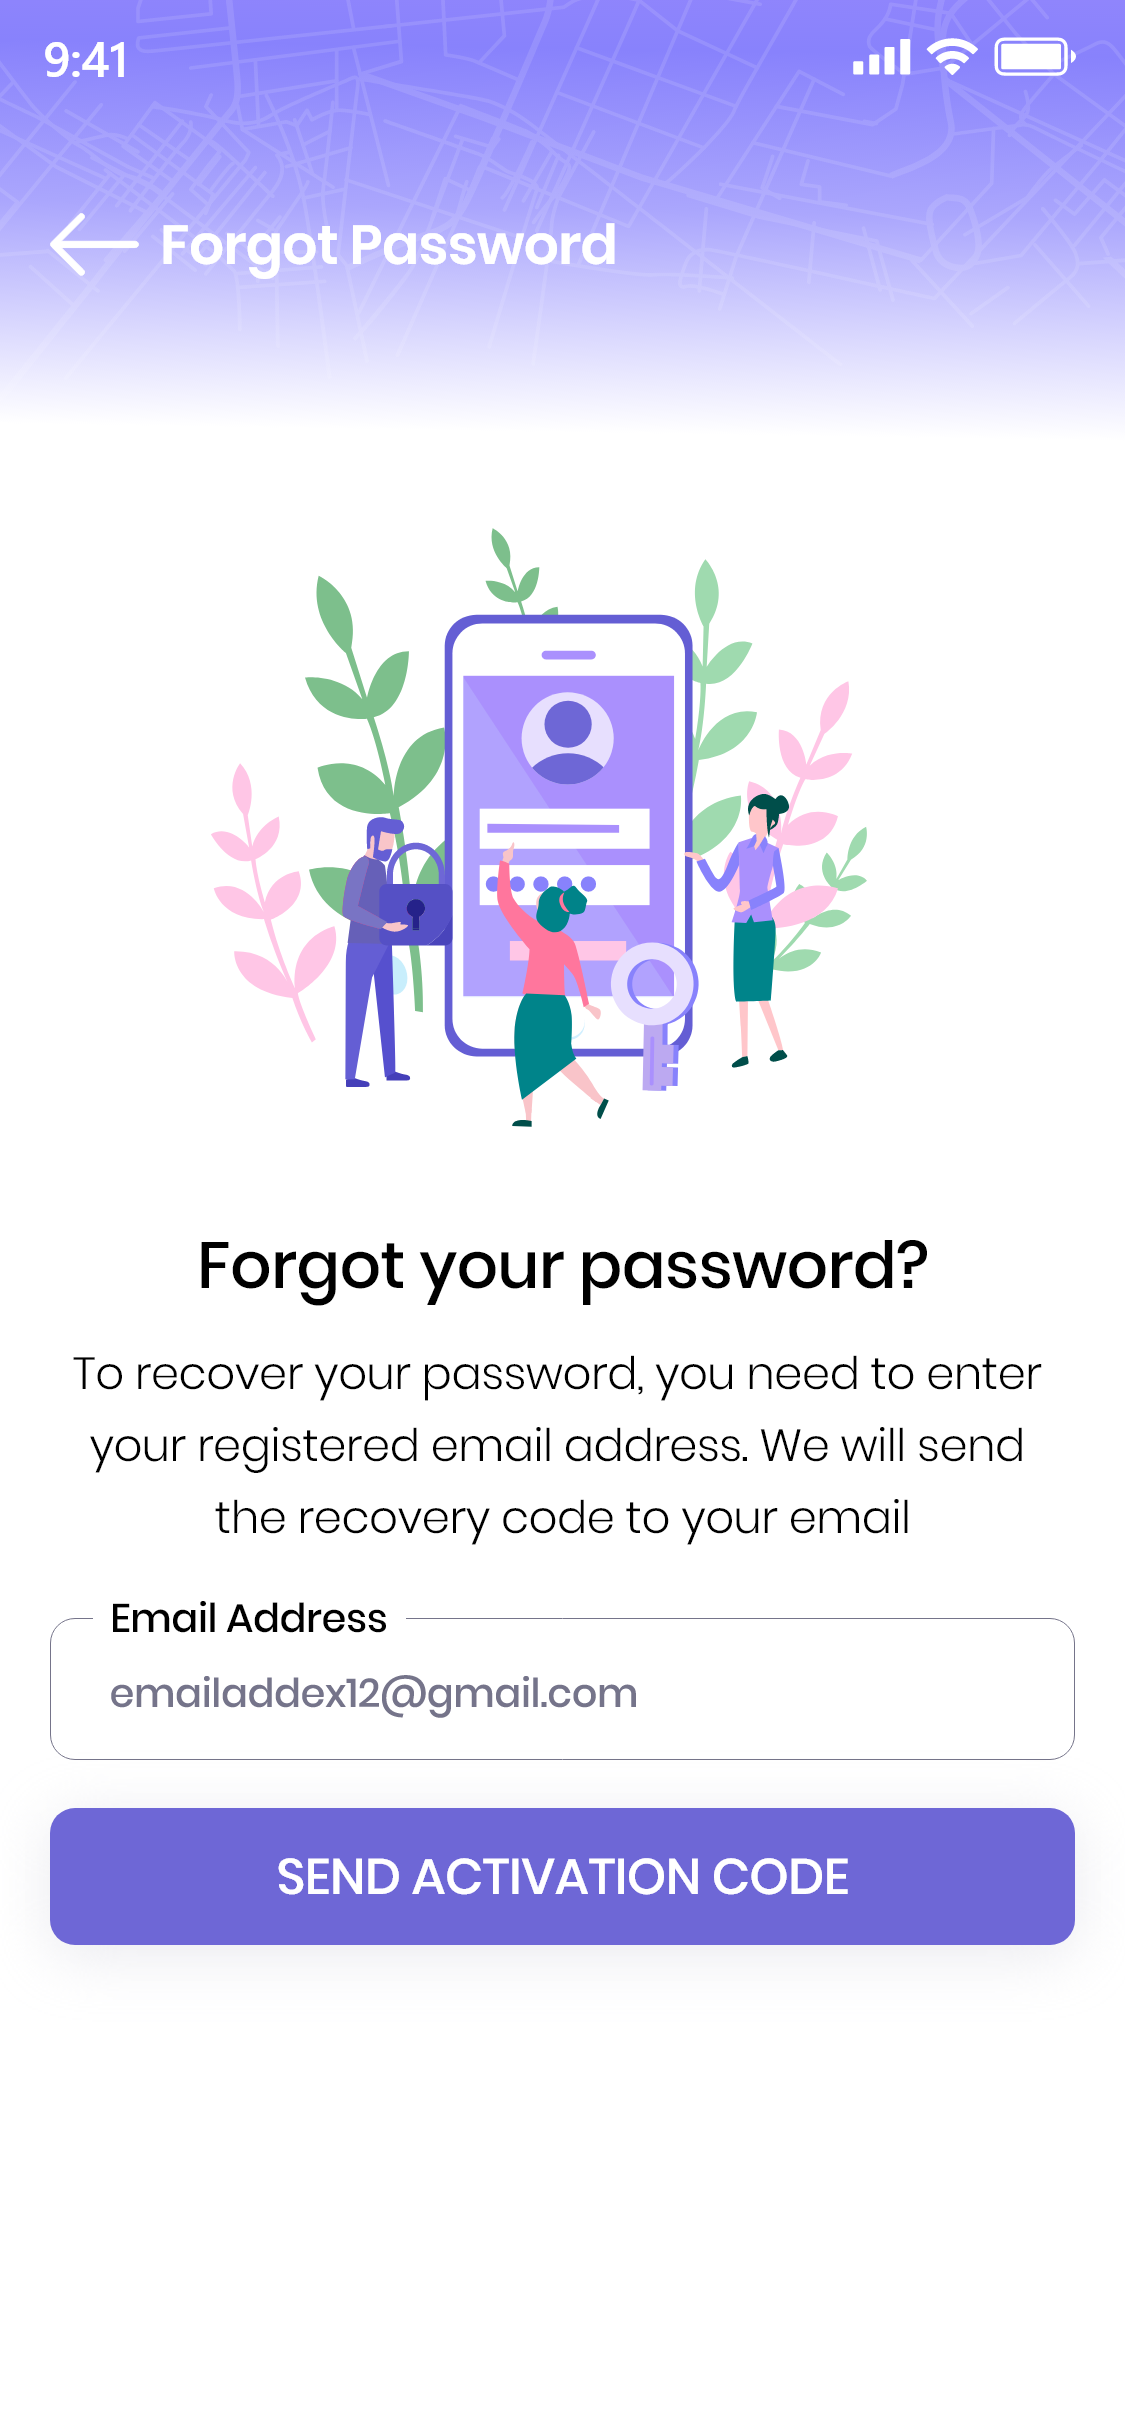 9:41
Forgot Password
Forgot your password?
To recover your password, you need to enter
your registered email address. We will send
the recovery code to your email
Email Address
emailaddex12@gmail.com
SEND ACTIVATION CODE